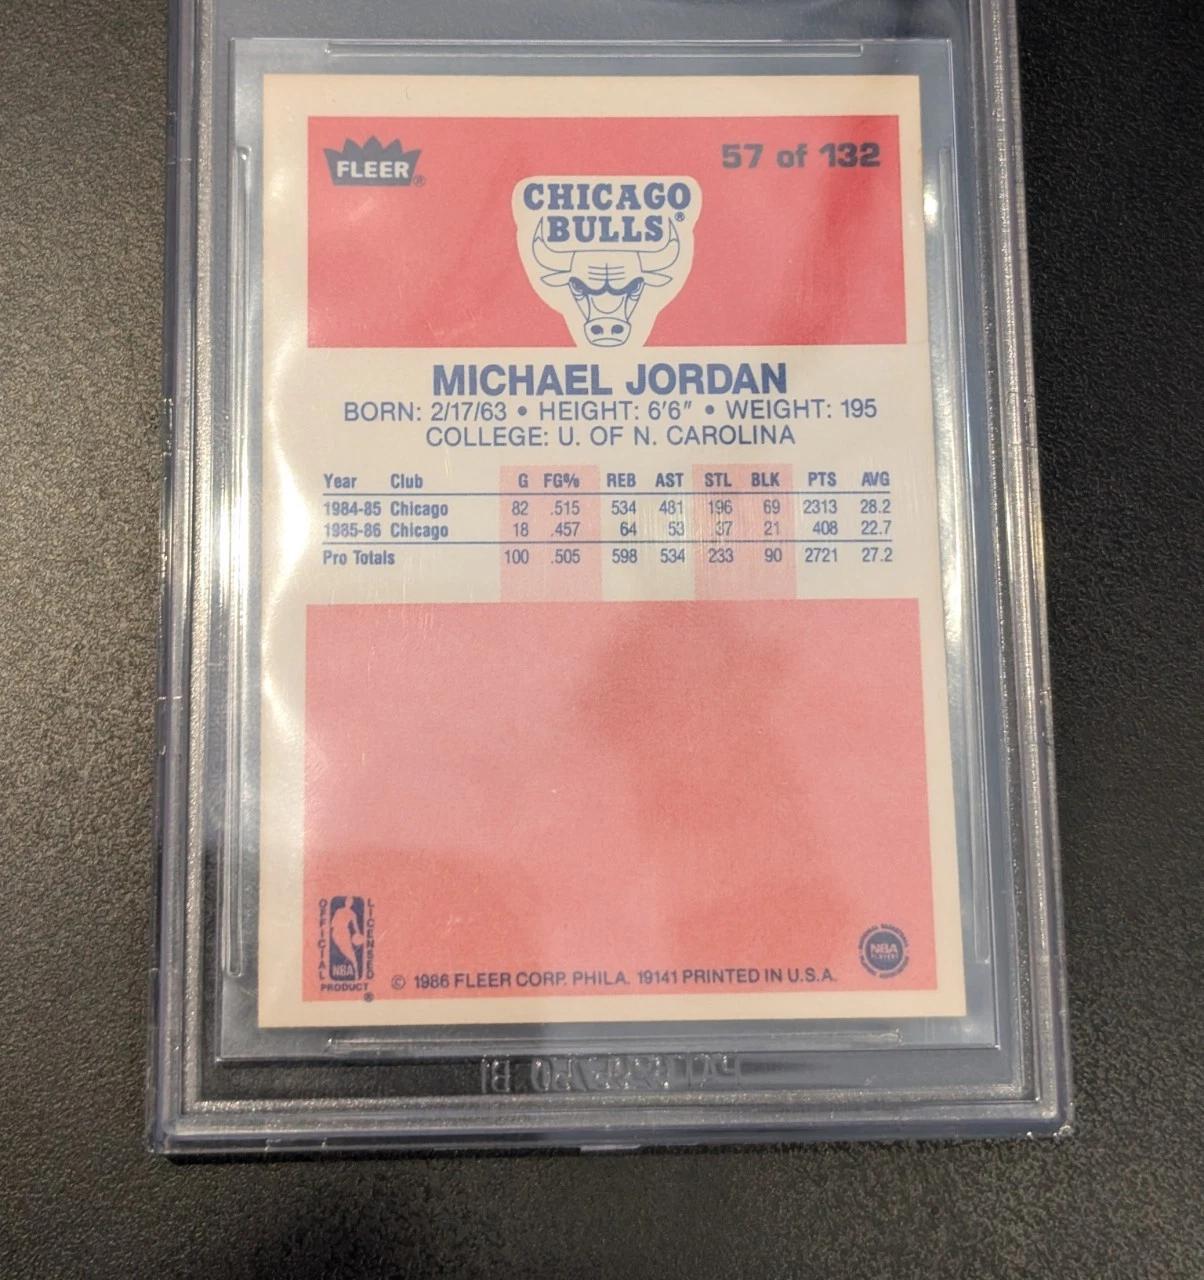 FLEER®
57 of 132
CHICAGO
BULLS®
MICHAEL JORDAN
BORN: 2/17/63 • HEIGHT: 6'6" • WEIGHT: 195
COLLEGE: U. OF N. CAROLINA
Year Club G FG% REB AST STL BLK PTS AVG
1984-85 Chicago 82 .515 534 481 196 69 2313 28.2
1985-86 Chicago 18 .457 64 53 37 21 408 22.7
Pro Totals 100 .505 598 534 233 90 2721 27.2
OFFICIAL
LICENSED
NBA
PRODUCT®
NBA
PLAYERS
© 1986 FLEER CORP. PHILA. 19141 PRINTED IN U.S.A.